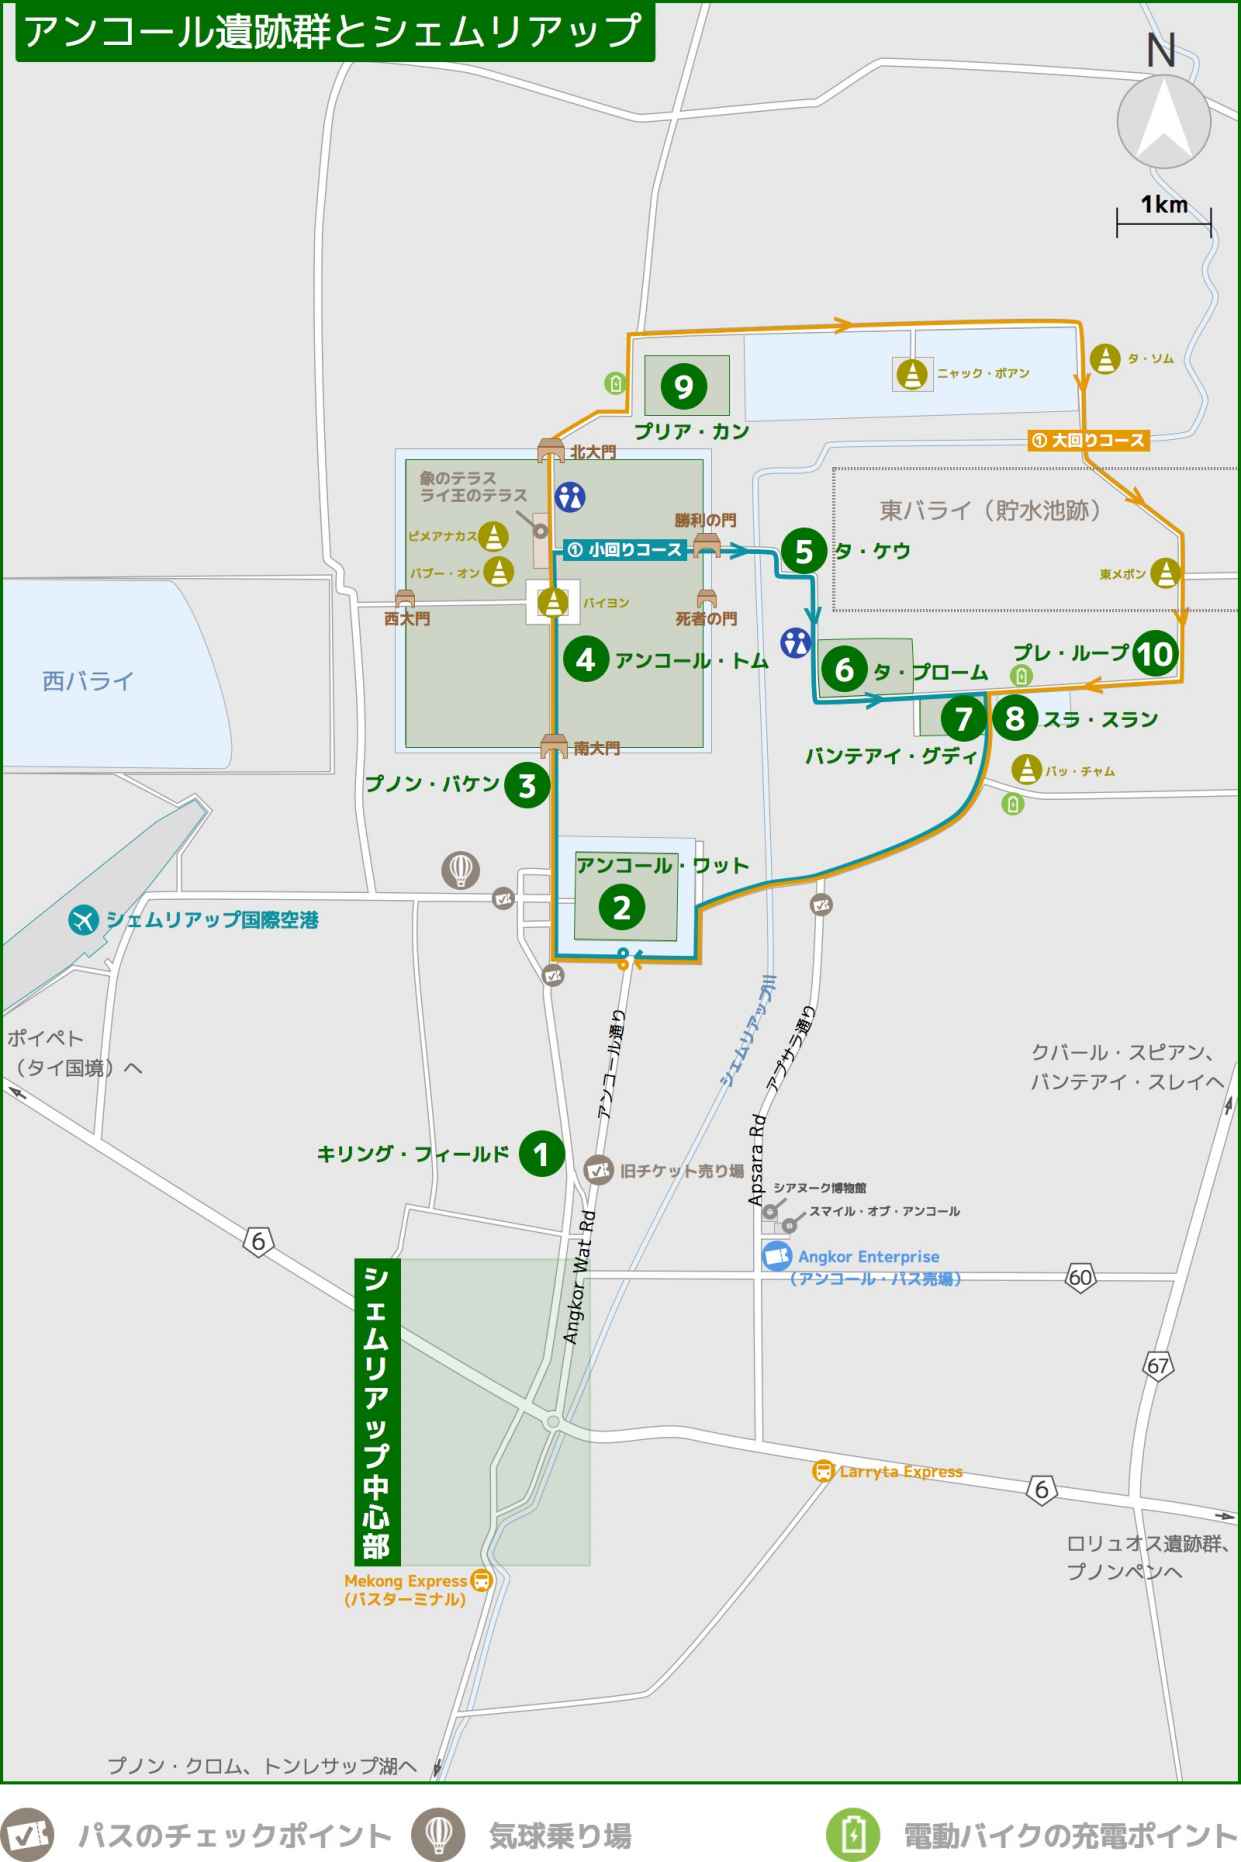 アンコール遺跡群とシェムリアップ
N
1km
9
プリア・カン
ニャック・ポアン
タ・ソム
① 大回りコース
北大門
象のテラス
ライ王のテラス
ピメアナカス
バプー・オン
① 小回りコース
勝利の門
5
タ・ケウ
東バライ（貯水池跡）
東メボン
西大門
バイヨン
死者の門
4
アンコール・トム
6
タ・プローム
プレ・ループ
10
西バライ
7
8
スラ・スラン
バンテアイ・グディ
南大門
プノン・バケン
3
バッ・チャム
アンコール・ワット
2
シェムリアップ国際空港
ポイペト
（タイ国境）へ
アンコール通り
シェムリアップ川
アプサラ通り
クバール・スピアン、
バンテアイ・スレイへ
キリング・フィールド
1
旧チケット売り場
Apsara Rd
シアヌーク博物館
スマイル・オブ・アンコール
Angkor Wat Rd
Angkor Enterprise
（アンコール・パス売場）
6
60
67
シェムリアップ中心部
Larryta Express
6
ロリュオス遺跡群、
プノンペンへ
Mekong Express
(バスターミナル)
プノン・クロム、トンレサップ湖へ
パスのチェックポイント
気球乗り場
電動バイクの充電ポイント